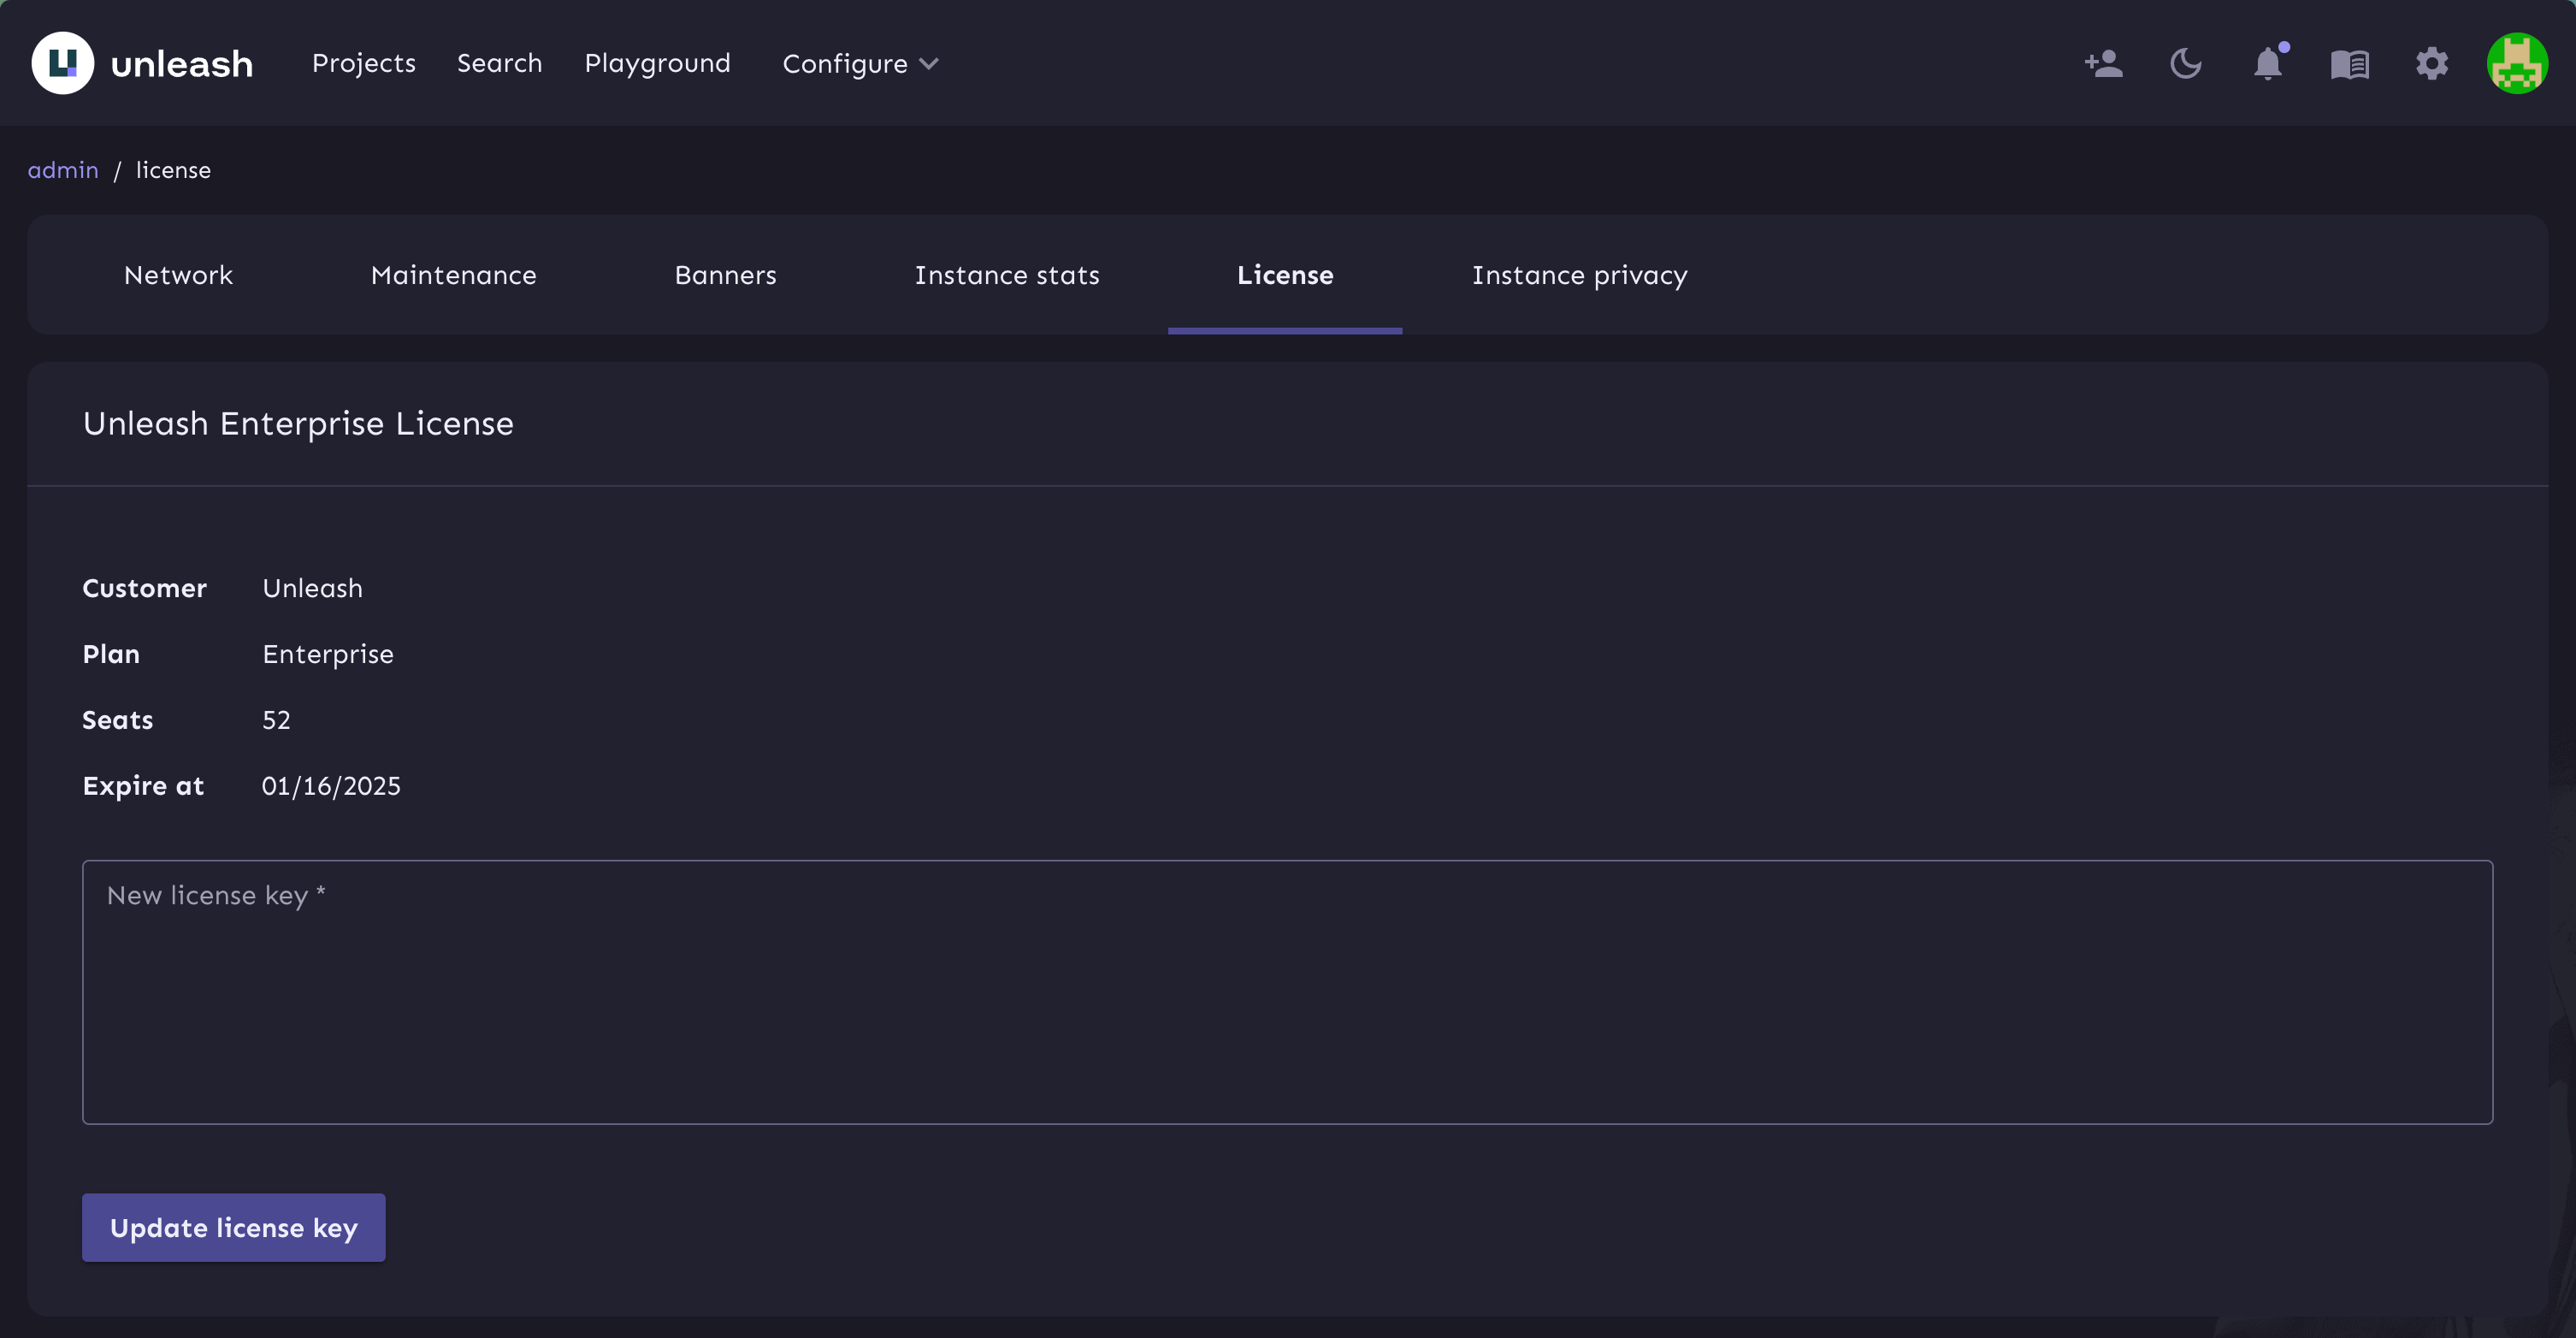 unleash Projects Search Playground Configure
admin / license
Network Maintenance Banners Instance stats License Instance privacy
Unleash Enterprise License
Customer Unleash
Plan Enterprise
Seats 52
Expire at 01/16/2025
New license key *
Update license key